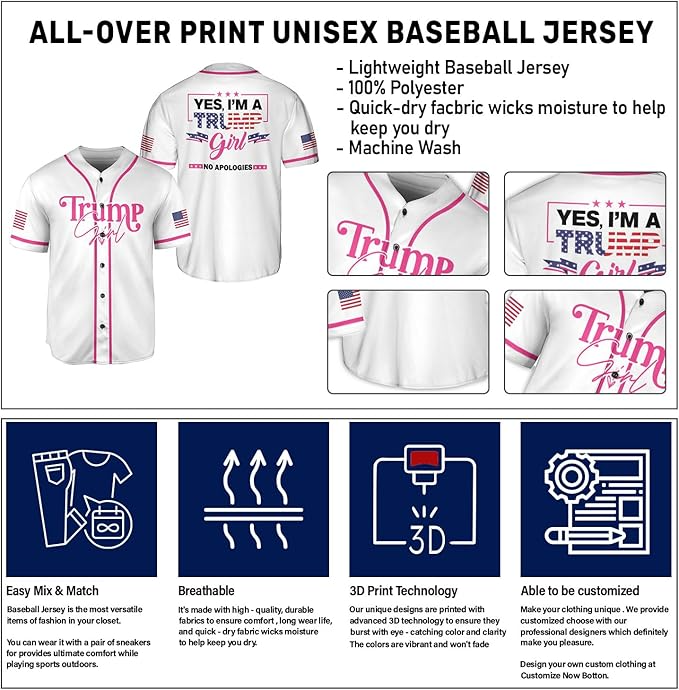 ALL-OVER PRINT UNISEX BASEBALL JERSEY
- Lightweight Baseball Jersey
- 100% Polyester
- Quick-dry facbric wicks moisture to help
keep you dry
- Machine Wash
YES, I'M A
TRUMP
Girl
NO APOLOGIES
Trump
Girl
Trump
YES, I'M A
TRUMP
Girl
Trump
Girl
3D
Easy Mix & Match
Baseball Jersey is the most versatile
items of fashion in your closet.
You can wear it with a pair of sneakers
for provides ultimate comfort while
playing sports outdoors.
Breathable
It's made with high - quality, durable
fabrics to ensure comfort , long wear life,
and quick - dry fabric wicks moisture
to help keep you dry.
3D Print Technology
Our unique designs are printed with
advanced 3D technology to ensure they
burst with eye - catching color and clarity
The colors are vibrant and won't fade
Able to be customized
Make your clothing unique . We provide
customized choose with our
professional designers which definitely
make you pleasure.
Design your own custom clothing at
Customize Now Botton.